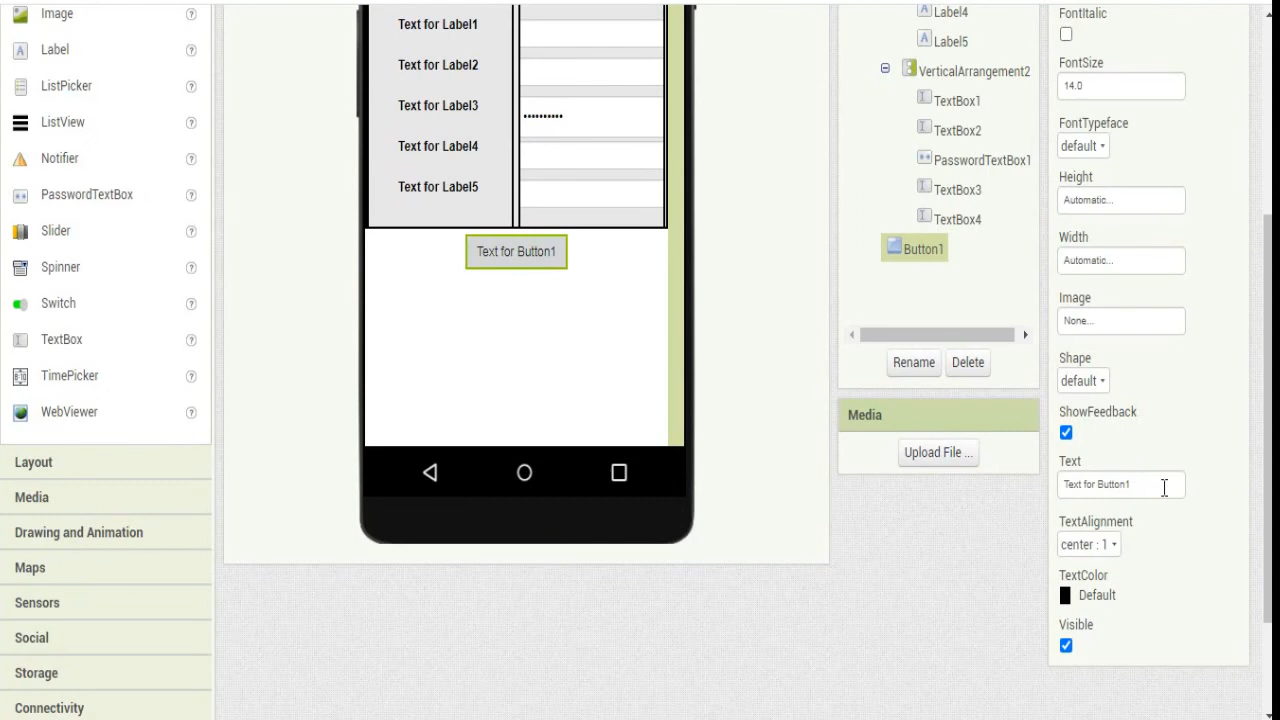 Image
Label
ListPicker
ListView
Notifier
PasswordTextBox
Slider
Spinner
Switch
TextBox
TimePicker
WebViewer
Layout
Media
Drawing and Animation
Maps
Sensors
Social
Storage
Connectivity
Text for Label1
Text for Label2
Text for Label3
••••••••••
Text for Label4
Text for Label5
Text for Button1
Label4
Label5
VerticalArrangement2
TextBox1
TextBox2
PasswordTextBox1
TextBox3
TextBox4
Button1
Rename
Delete
Media
Upload File ...
FontItalic
FontSize
14.0
FontTypeface
default
Height
Automatic...
Width
Automatic...
Image
None...
Shape
default
ShowFeedback
Text
Text for Button1
TextAlignment
center : 1
TextColor
Default
Visible